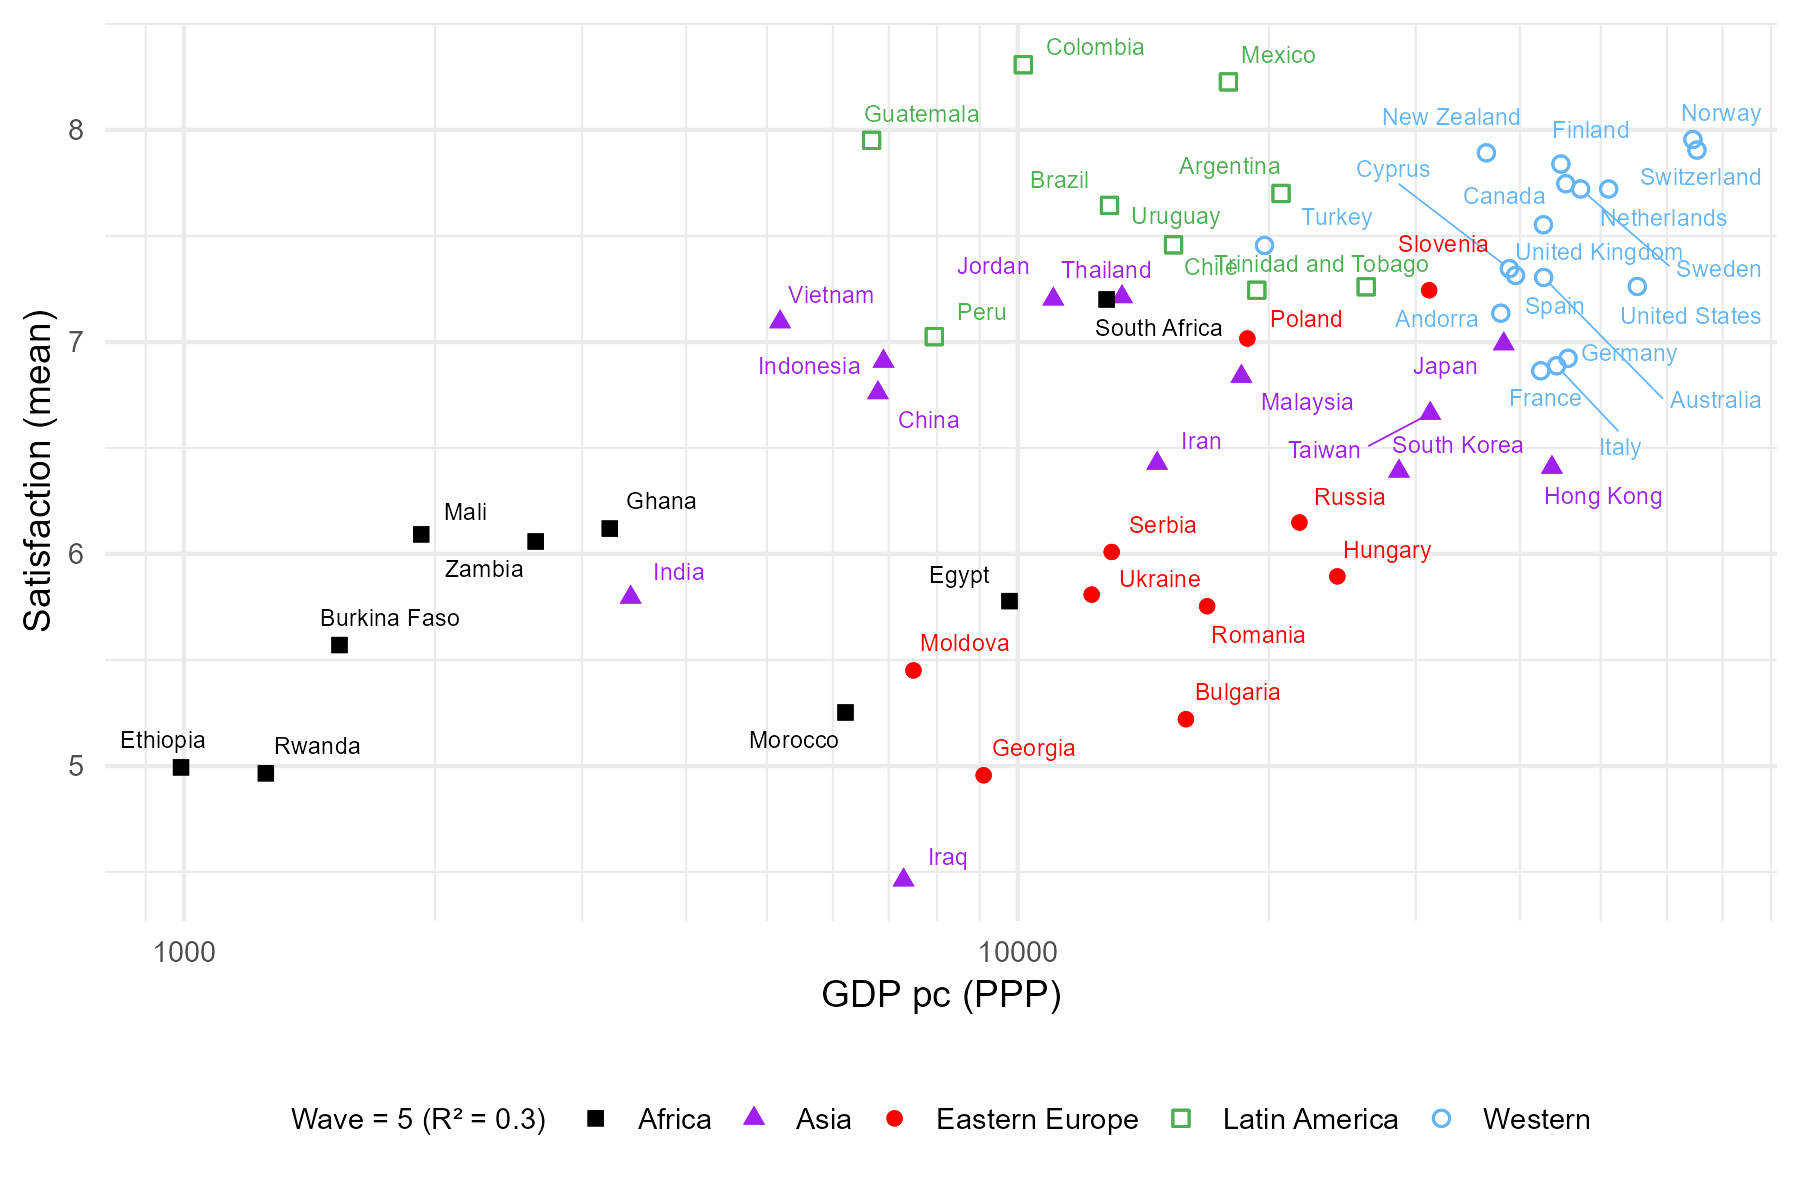 Colombia
Mexico
Guatemala
New Zealand
Norway
8
Finland
Argentina
Cyprus
Brazil
Switzerland
Canada
Uruguay
Turkey
Netherlands
Slovenia
United Kingdom
Jordan
Thailand
Chile
Trinidad and Tobago
Sweden
Vietnam
Spain
Peru
United States
Andorra
South Africa
Poland
7
Germany
Indonesia
Japan
France
Australia
Malaysia
China
Iran
South Korea
Italy
Taiwan
Hong Kong
Russia
Ghana
Mali
Serbia
6
Hungary
Zambia
India
Egypt
Ukraine
Burkina Faso
Romania
Moldova
Bulgaria
Ethiopia
Rwanda
Morocco
Georgia
5
Iraq
Satisfaction (mean)
1000
10000
GDP pc (PPP)
Wave = 5 (R² = 0.3) Africa Asia Eastern Europe Latin America Western